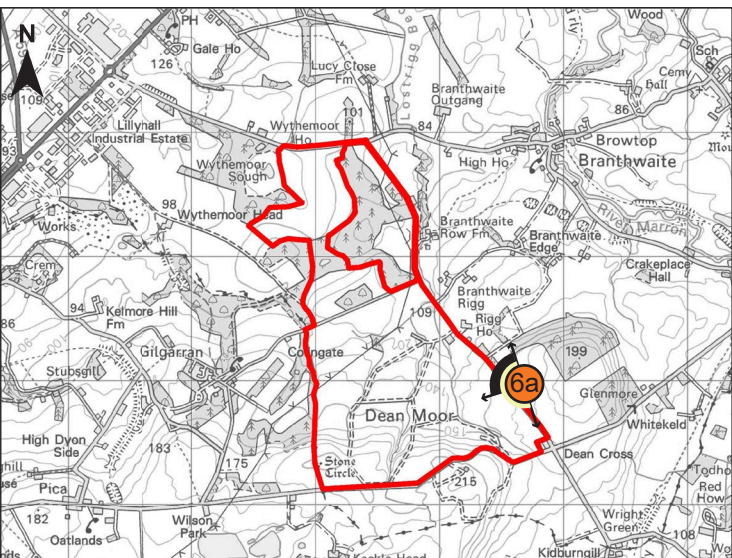 N
PH
Gale Ho
126
Wood
Sch
Cemy
Hall
Lostrigg Bec
Lucy Close
Fm
109
Branthwaite
Outgang
86
101
84
Lillyhall
Industrial Estate
Wythemoor
Ho
High Ho
Browtop
Branthwaite
Wythemoor
Sough
98
Wythemoor Head
River Marron
Works
Branthwaite
Row Fm
Branthwaite
Edge
Crem
Crakeplace
Hall
94
Kelmore Hill
Fm
86
Branthwaite
Rigg
109
Rigg
Ho
Gilgarran
Collingate
199
Stubsgill
6a
Glenmore
Dean Moor
Whitekeld
High Dyon
Side
183
150
Dean Cross
175
Stone
Circle
215
Pica
Red
How
182
Wilson
Park
Wright
Green
108
Oatlands
Kidburngill